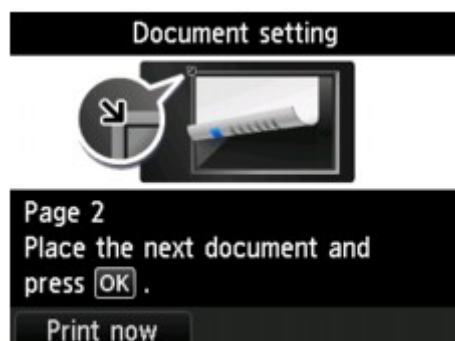 Document setting
Page 2
Place the next document and
press OK .
Print now